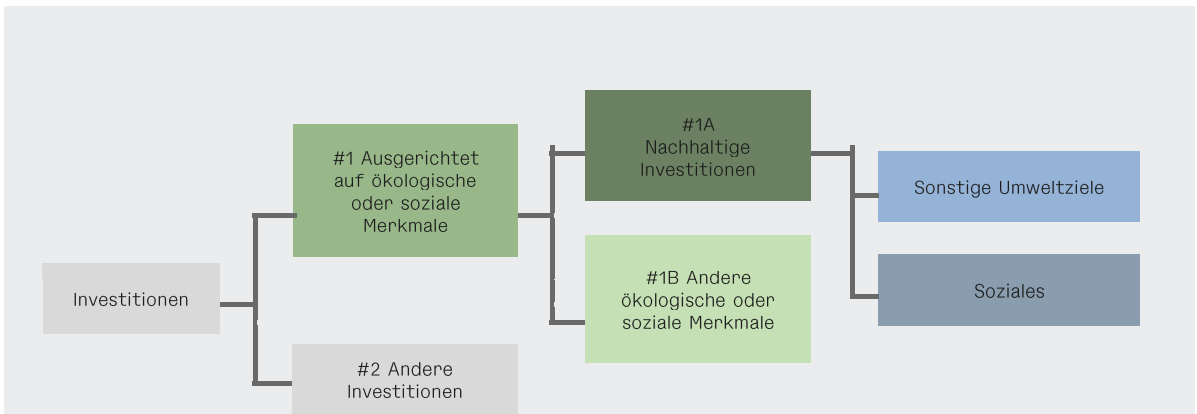 Investitionen
#1 Ausgerichtet
auf ökologische
oder soziale
Merkmale
#2 Andere
Investitionen
#1A
Nachhaltige
Investitionen
#1B Andere
ökologische oder
soziale Merkmale
Sonstige Umweltziele
Soziales